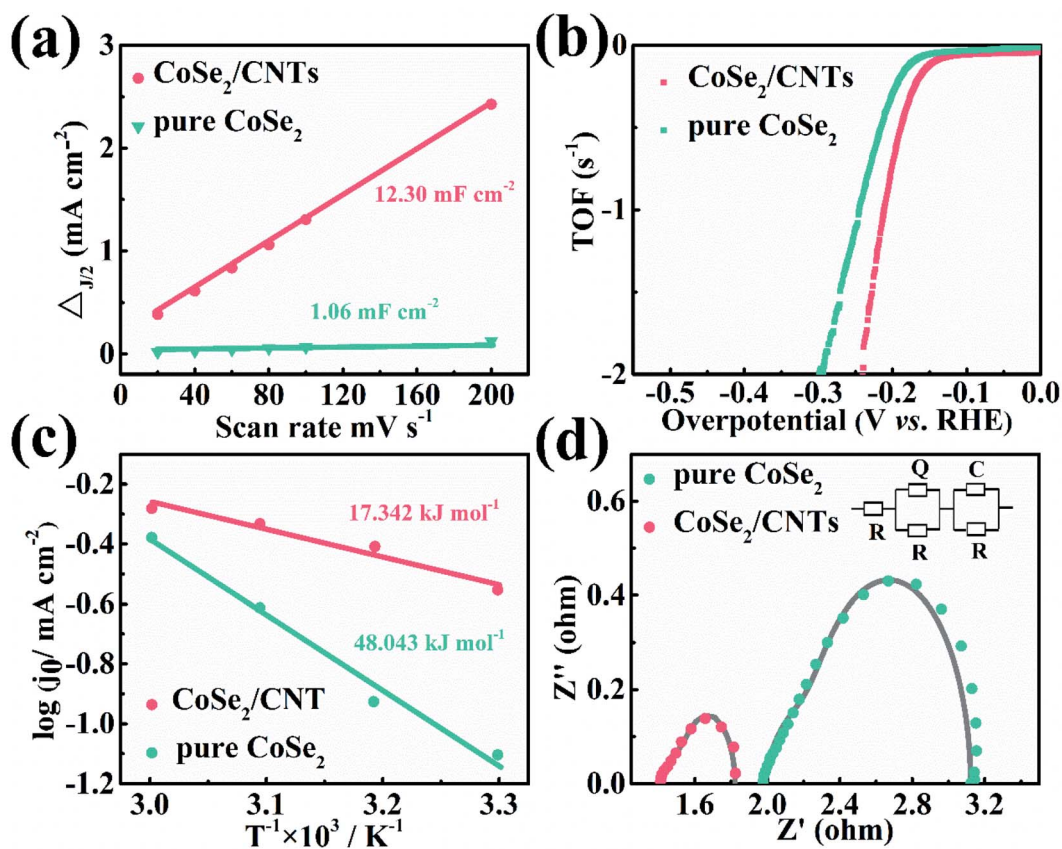 (a)
3
2
1
0
△J/2 (mA cm⁻²)
CoSe₂/CNTs
pure CoSe₂
12.30 mF cm⁻²
1.06 mF cm⁻²
0 40 80 120 160 200
Scan rate mV s⁻¹
(b)
0
-1
-2
TOF (s⁻¹)
CoSe₂/CNTs
pure CoSe₂
-0.5 -0.4 -0.3 -0.2 -0.1 0.0
Overpotential (V vs. RHE)
(c)
-0.2
-0.4
-0.6
-0.8
-1.0
-1.2
log (j0/ mA cm⁻²)
17.342 kJ mol⁻¹
48.043 kJ mol⁻¹
CoSe₂/CNT
pure CoSe₂
3.0 3.1 3.2 3.3
T⁻¹×10³ / K⁻¹
(d)
0.6
0.4
0.2
0.0
Z'' (ohm)
pure CoSe₂
CoSe₂/CNTs
Q C
R
R R
1.6 2.0 2.4 2.8 3.2
Z' (ohm)